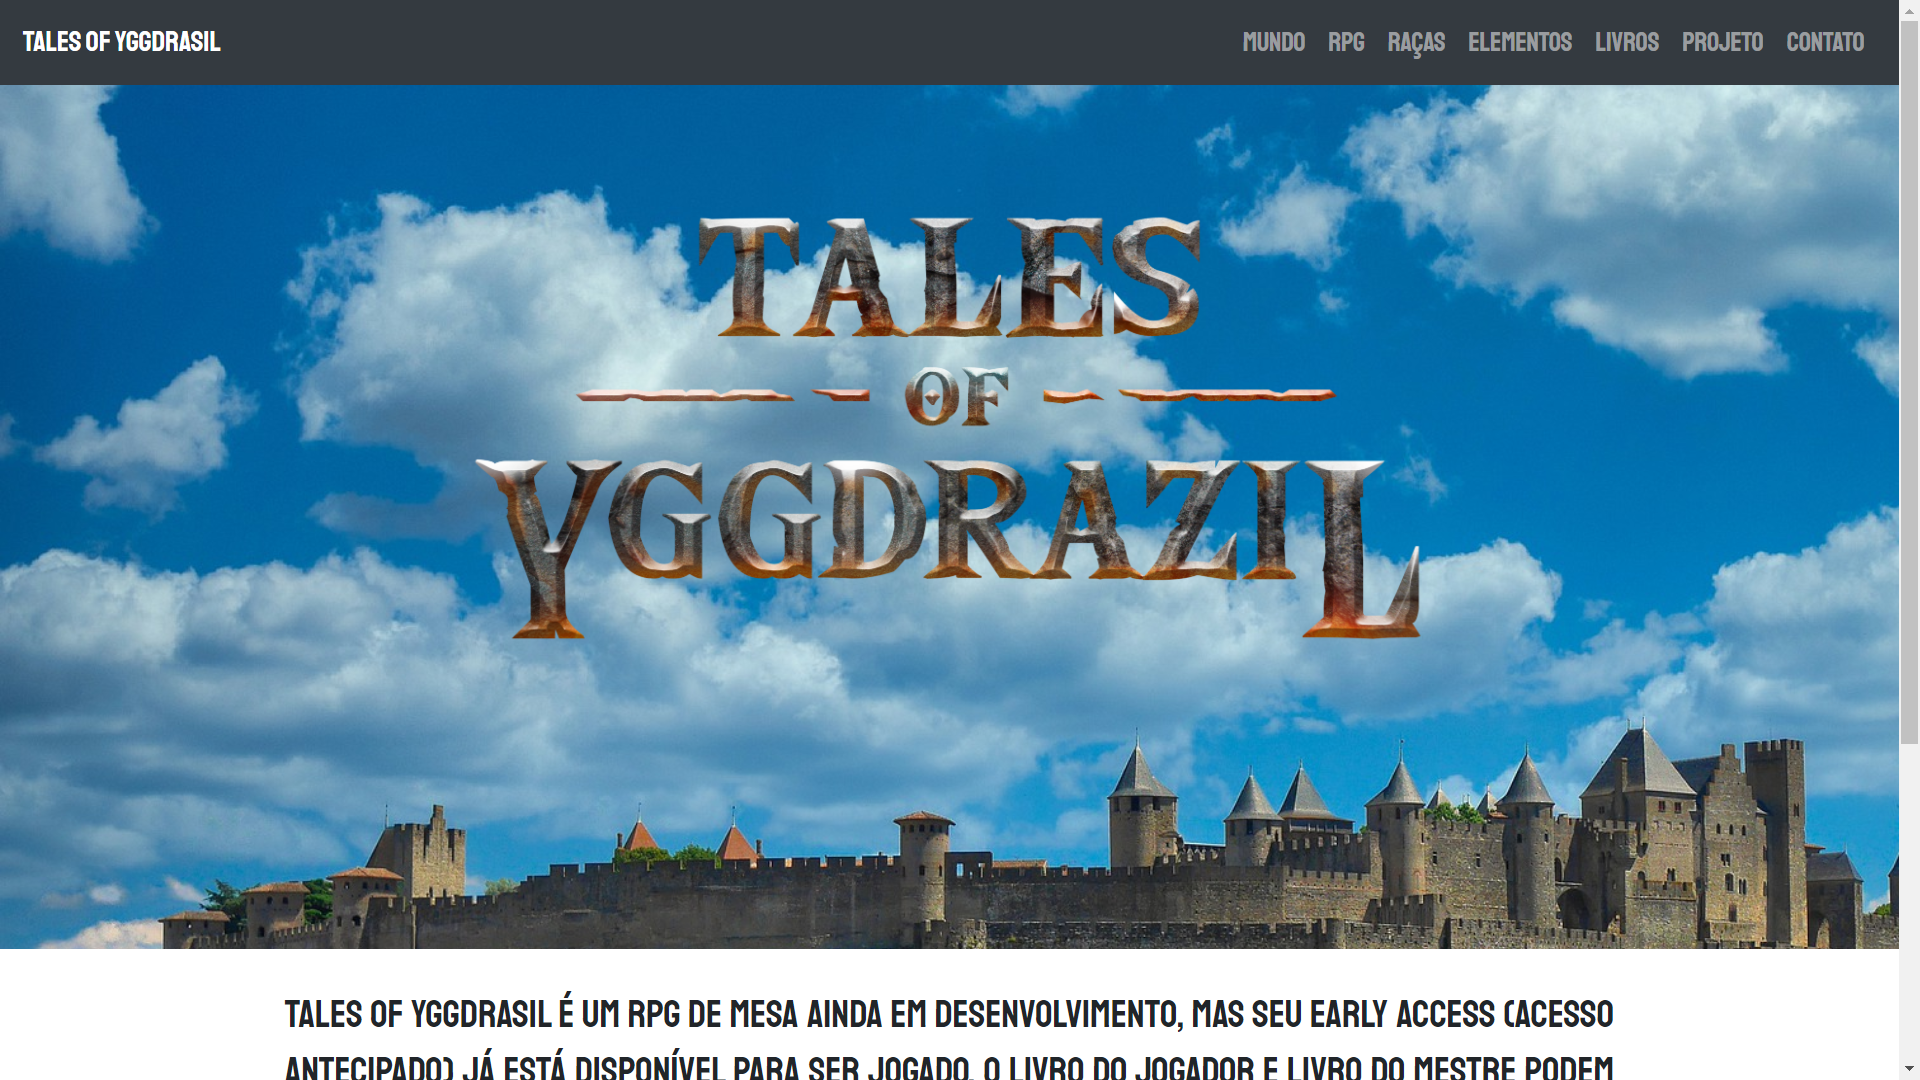 TALES OF YGGDRASIL
MUNDO RPG RAÇAS ELEMENTOS LIVROS PROJETO CONTATO
TALES
OF
YGGDRAZIL
TALES OF YGGDRASIL É UM RPG DE MESA AINDA EM DESENVOLVIMENTO, MAS SEU EARLY ACCESS (ACESSO
ANTECIPADO) JÁ ESTÁ DISPONÍVEL PARA SER JOGADO. O LIVRO DO JOGADOR E LIVRO DO MESTRE PODEM